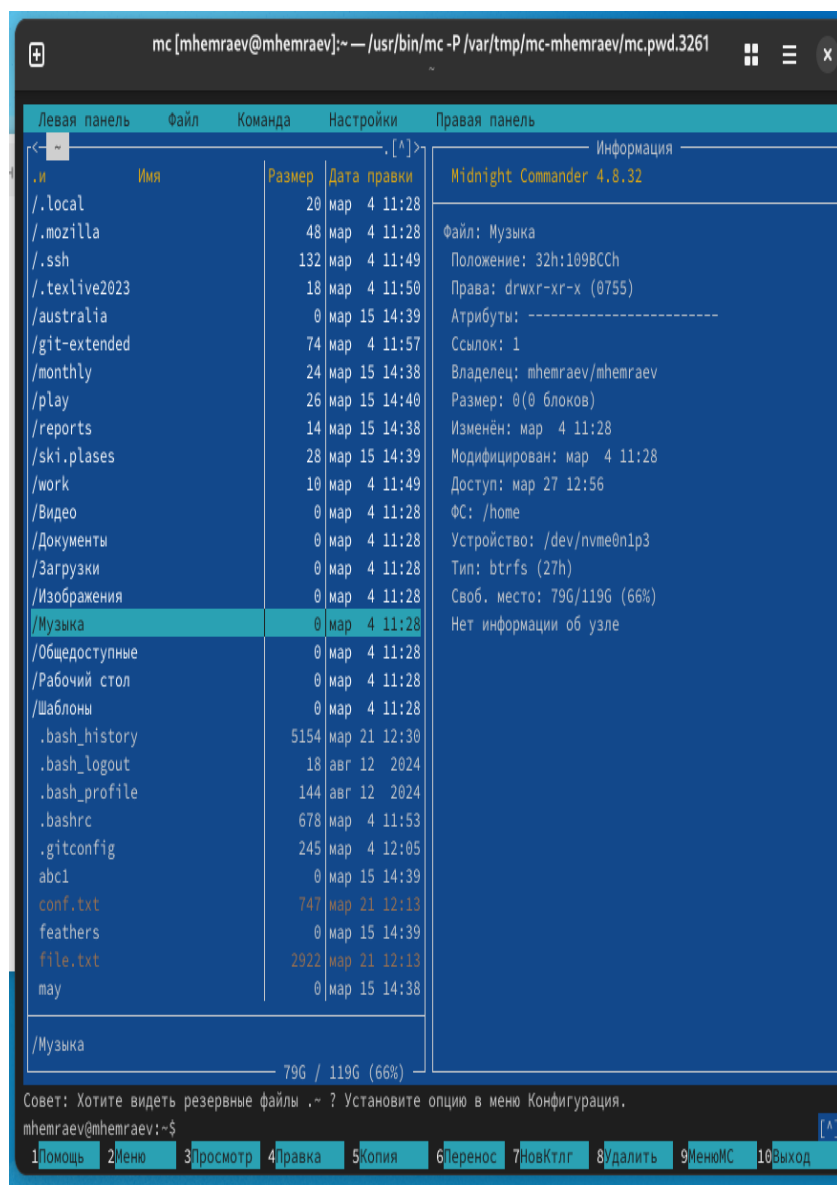 mc [mhemraev@mhemraev]:~ — /usr/bin/mc -P /var/tmp/mc-mhemraev/mc.pwd.3261
~
Левая панель Файл Команда Настройки Правая панель
<─ ~ ─.[^]>
.и Имя Размер Дата правки
/.local 20 мар 4 11:28
/.mozilla 48 мар 4 11:28
/.ssh 132 мар 4 11:49
/.texlive2023 18 мар 4 11:50
/australia 0 мар 15 14:39
/git-extended 74 мар 4 11:57
/monthly 24 мар 15 14:38
/play 26 мар 15 14:40
/reports 14 мар 15 14:38
/ski.plases 28 мар 15 14:39
/work 10 мар 4 11:49
/Видео 0 мар 4 11:28
/Документы 0 мар 4 11:28
/Загрузки 0 мар 4 11:28
/Изображения 0 мар 4 11:28
/Музыка 0 мар 4 11:28
/Общедоступные 0 мар 4 11:28
/Рабочий стол 0 мар 4 11:28
/Шаблоны 0 мар 4 11:28
.bash_history 5154 мар 21 12:30
.bash_logout 18 авг 12 2024
.bash_profile 144 авг 12 2024
.bashrc 678 мар 4 11:53
.gitconfig 245 мар 4 12:05
abc1 0 мар 15 14:39
conf.txt 747 мар 21 12:13
feathers 0 мар 15 14:39
file.txt 2922 мар 21 12:13
may 0 мар 15 14:38
/Музыка
79G / 119G (66%)
Информация
Midnight Commander 4.8.32
Файл: Музыка
Положение: 32h:109BCCh
Права: drwxr-xr-x (0755)
Атрибуты: -------------------------
Ссылок: 1
Владелец: mhemraev/mhemraev
Размер: 0(0 блоков)
Изменён: мар 4 11:28
Модифицирован: мар 4 11:28
Доступ: мар 27 12:56
ФС: /home
Устройство: /dev/nvme0n1p3
Тип: btrfs (27h)
Своб. место: 79G/119G (66%)
Нет информации об узле
Совет: Хотите видеть резервные файлы .~ ? Установите опцию в меню Конфигурация.
mhemraev@mhemraev:~$ [^]
1Помощь 2Меню 3Просмотр 4Правка 5Копия 6Перенос 7НовКтлг 8Удалить 9МенюМС 10Выход